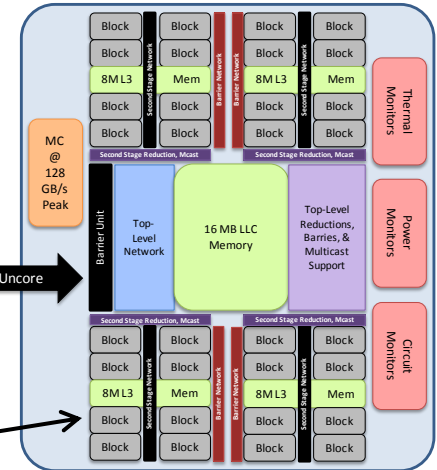 Block Block Block Block
Block Block Block Block
8M L3 Mem 8M L3 Mem
Block Block Block Block
Block Block Block Block
Second Stage Network
Barrier Network
Barrier Network
Second Stage Network
Second Stage Reduction, Mcast
Second Stage Reduction, Mcast
Thermal
Monitors
MC
@
128
GB/s
Peak
Uncore
Barrier Unit
Top-
Level
Network
16 MB LLC
Memory
Top-Level
Reductions,
Barries, &
Multicast
Support
Power
Monitors
Second Stage Reduction, Mcast
Second Stage Reduction, Mcast
Block Block Block Block
Block Block Block Block
8M L3 Mem 8M L3 Mem
Block Block Block Block
Block Block Block Block
Second Stage Network
Barrier Network
Barrier Network
Second Stage Network
Circuit
Monitors